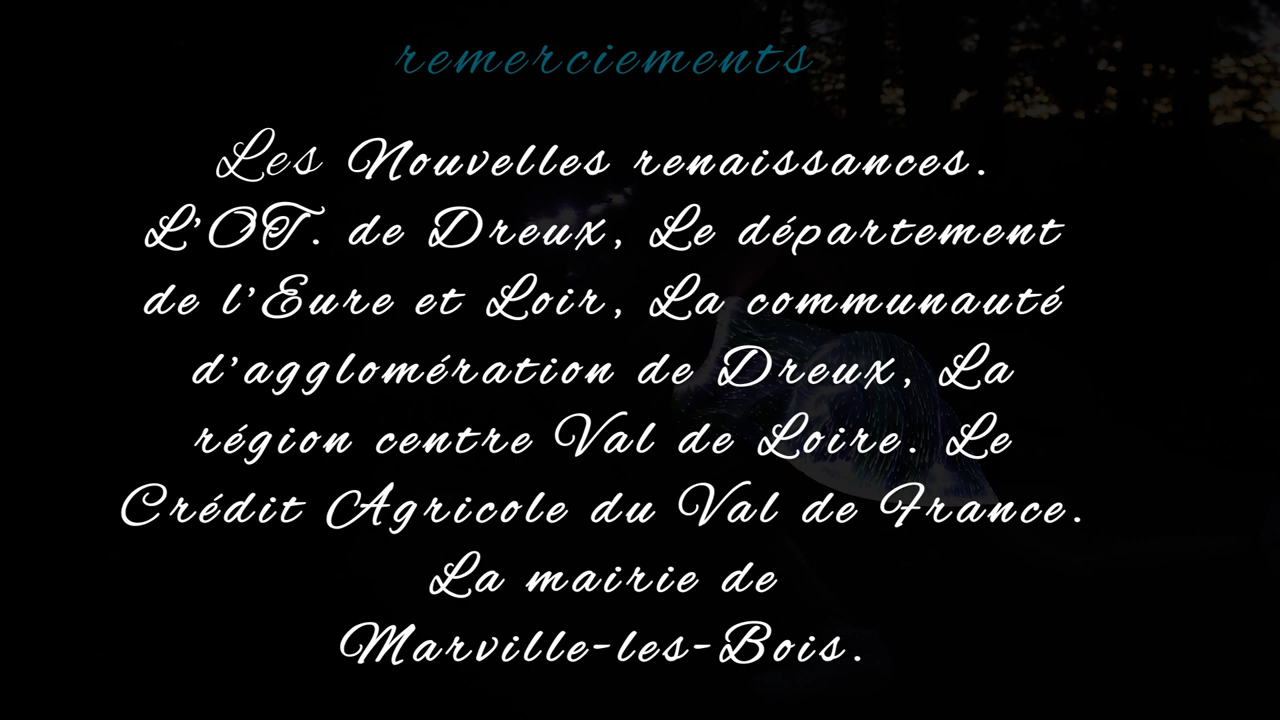 remerciements
Les Nouvelles renaissances.
L'OT. de Dreux, Le département
de l'Eure et Loir, La communauté
d'agglomération de Dreux, La
région centre Val de Loire. Le
Crédit Agricole du Val de France.
La mairie de
Marville-les-Bois.